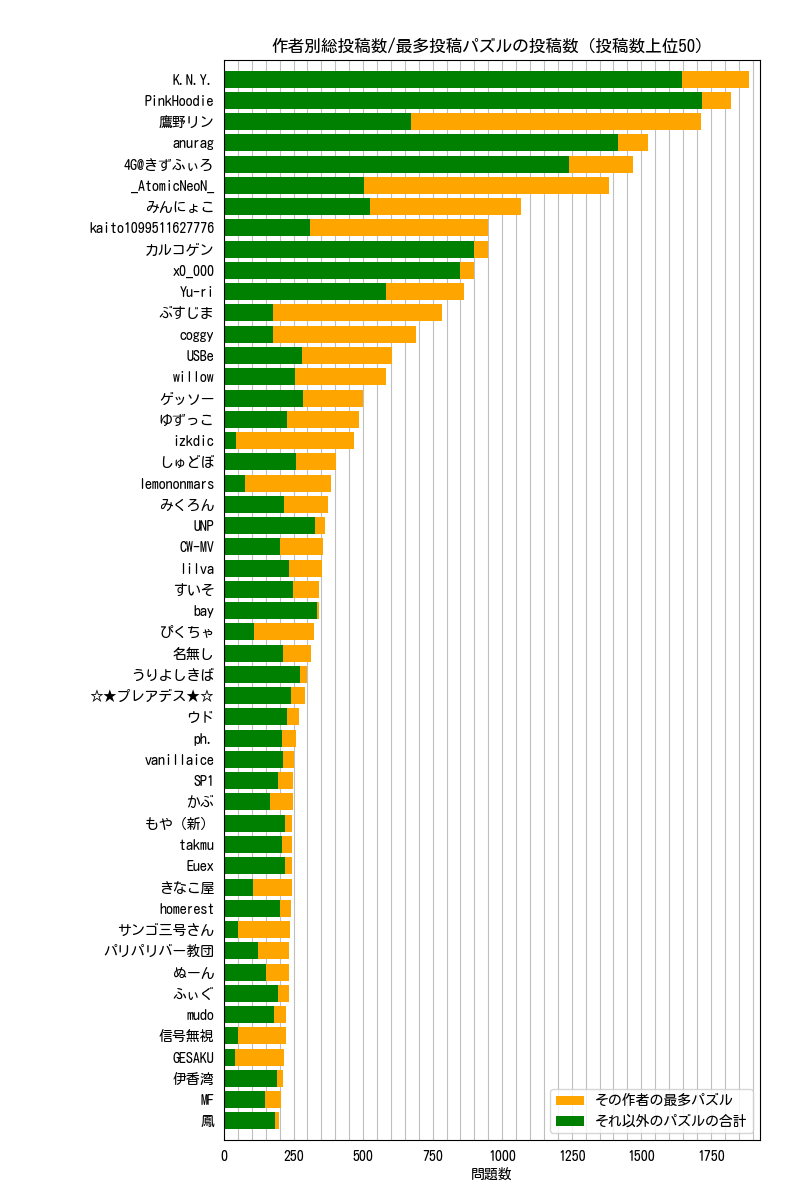 作者別総投稿数/最多投稿パズルの投稿数（投稿数上位50）
K.N.Y.
PinkHoodie
鷹野リン
anurag
4G@きずふぃろ
_AtomicNeoN_
みんにょこ
kaito1099511627776
カルコゲン
x0_000
Yu-ri
ぶすじま
coggy
USBe
willow
ゲッソー
ゆずっこ
izkdic
しゅどぼ
lemononmars
みくろん
UNP
CW-MV
lilva
すいそ
bay
ぴくちゃ
名無し
うりよしきば
☆★プレアデス★☆
ウド
ph.
vanillaice
SP1
かぶ
もや（新）
takmu
Euex
きなこ屋
homerest
サンゴ三号さん
パリパリバー教団
ぬーん
ふぃぐ
mudo
信号無視
GESAKU
伊香湾
MF
鳳
その作者の最多パズル
それ以外のパズルの合計
0 250 500 750 1000 1250 1500 1750
問題数